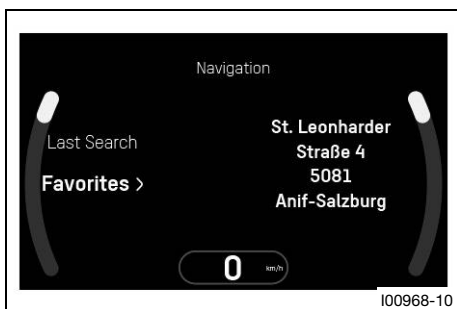 Navigation
Last Search
Favorites >
St. Leonharder
Straße 4
5081
Anif-Salzburg
0 km/h
I00968-10